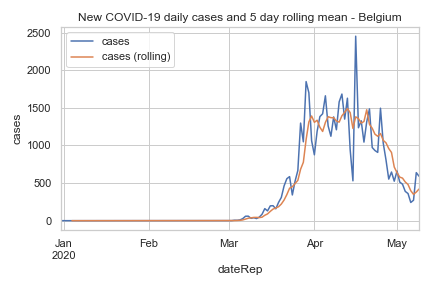 New COVID-19 daily cases and 5 day rolling mean - Belgium
cases
cases (rolling)
2500
2000
1500
1000
500
0
cases
Jan
2020
Feb
Mar
Apr
May
dateRep